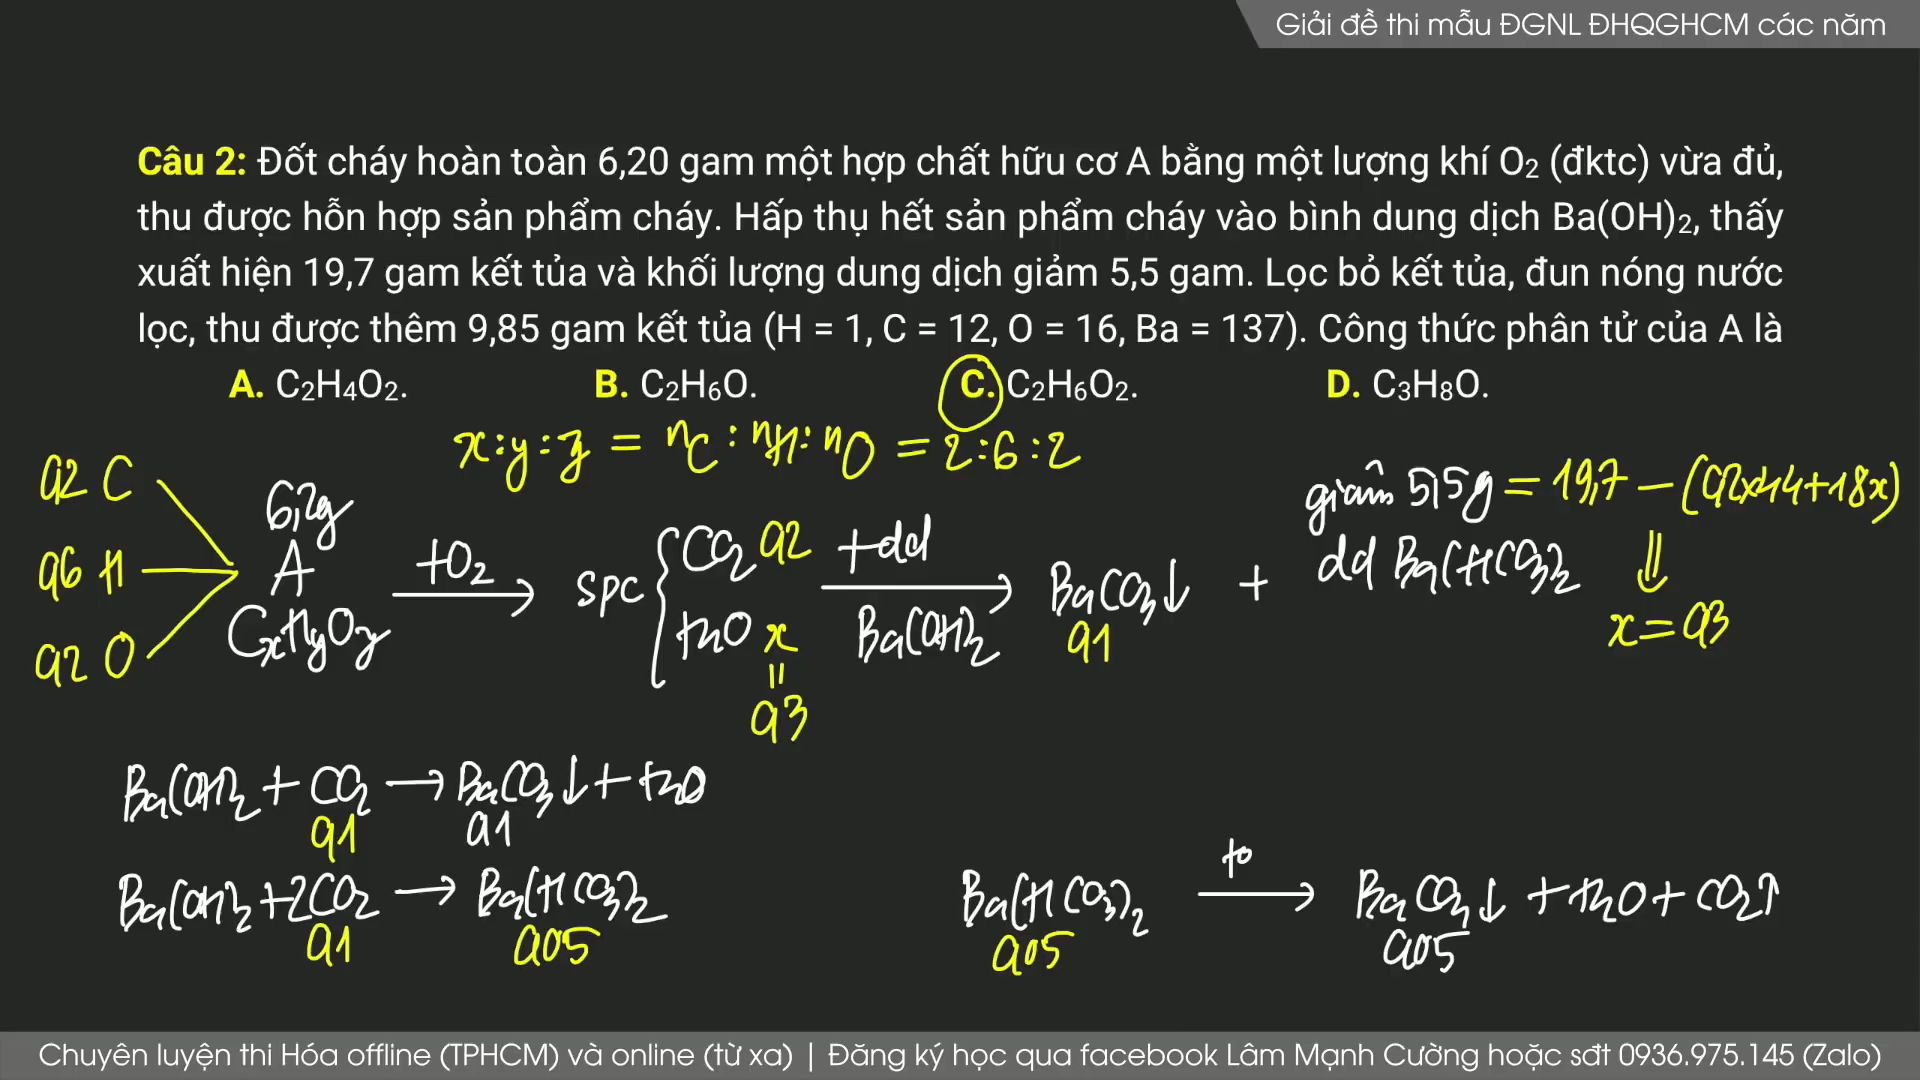 Giải đề thi mẫu ĐGNL ĐHQGHCM các năm
Câu 2: Đốt cháy hoàn toàn 6,20 gam một hợp chất hữu cơ A bằng một lượng khí O2 (đktc) vừa đủ,
thu được hỗn hợp sản phẩm cháy. Hấp thụ hết sản phẩm cháy vào bình dung dịch Ba(OH)2, thấy
xuất hiện 19,7 gam kết tủa và khối lượng dung dịch giảm 5,5 gam. Lọc bỏ kết tủa, đun nóng nước
lọc, thu được thêm 9,85 gam kết tủa (H = 1, C = 12, O = 16, Ba = 137). Công thức phân tử của A là
A. C2H4O2. B. C2H6O. C. C2H6O2. D. C3H8O.
x:y:z = nC : nH : nO = 2:6:2
0,2 C
0,6 H
0,2 O
6,2g
A
CxHyOz
+O2
spc
CO2 0,2
H2O x
=
0,3
+dd
Ba(OH)2
BaCO3↓
0,1
+ dd Ba(HCO3)2
giảm 5,5g = 19,7 − (0,2x44+18x)
⇓
x = 0,3
Ba(OH)2 + CO2 → BaCO3↓ + H2O
0,1 0,1
Ba(OH)2 + 2CO2 → Ba(HCO3)2
0,1 0,05
Ba(HCO3)2 t° → BaCO3↓ + H2O + CO2↑
0,05 0,05
Chuyên luyện thi Hóa offline (TPHCM) và online (từ xa) | Đăng ký học qua facebook Lâm Mạnh Cường hoặc sđt 0936.975.145 (Zalo)